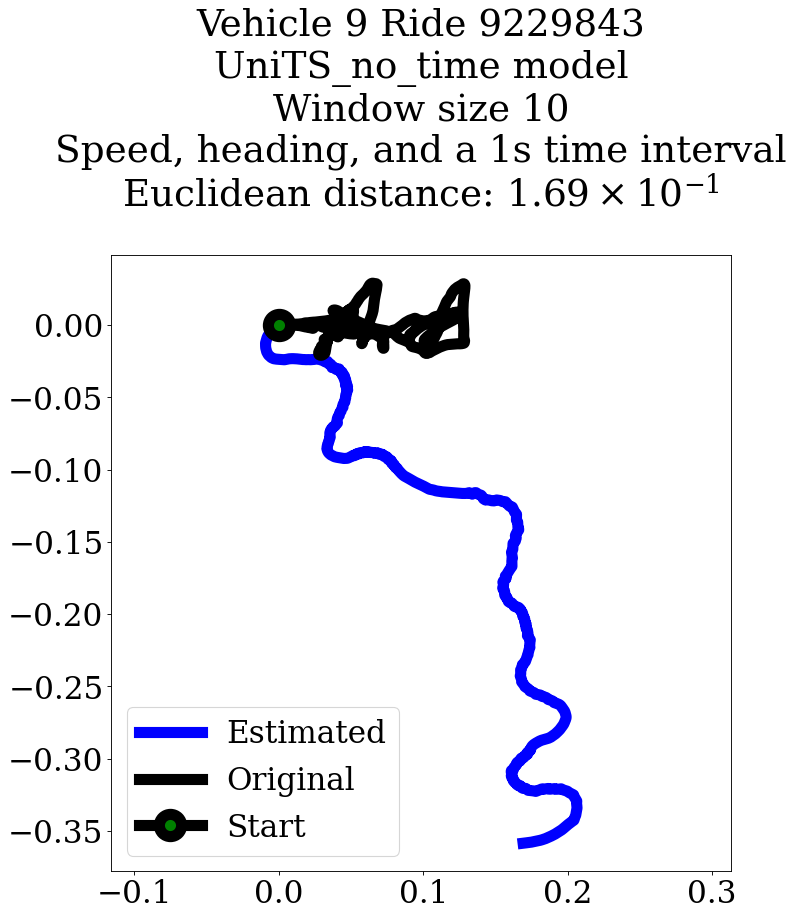 Vehicle 9 Ride 9229843
UniTS_no_time model
Window size 10
Speed, heading, and a 1s time interval
Euclidean distance: 1.69 × 10⁻¹
0.00
−0.05
−0.10
−0.15
−0.20
−0.25
−0.30
−0.35
Estimated
Original
Start
−0.1 0.0 0.1 0.2 0.3